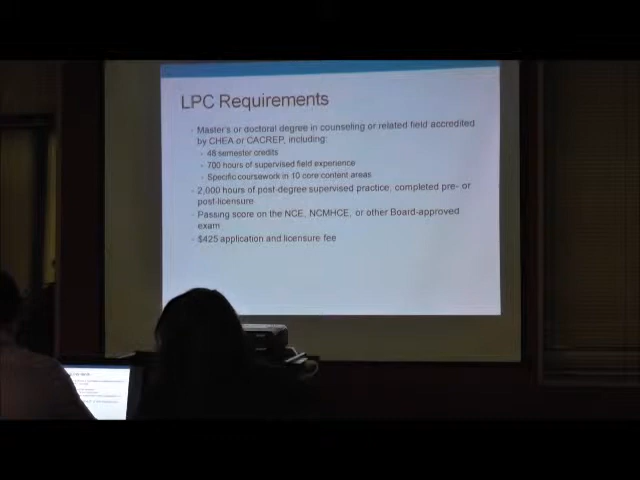 LPC Requirements
Master's or doctoral degree in counseling or related field accredited
by CHEA or CACREP, including:
48 semester credits
700 hours of supervised field experience
Specific coursework in 10 core content areas
2,000 hours of post-degree supervised practice, completed pre- or
post-licensure
Passing score on the NCE, NCMHCE, or other Board-approved
exam
$425 application and licensure fee